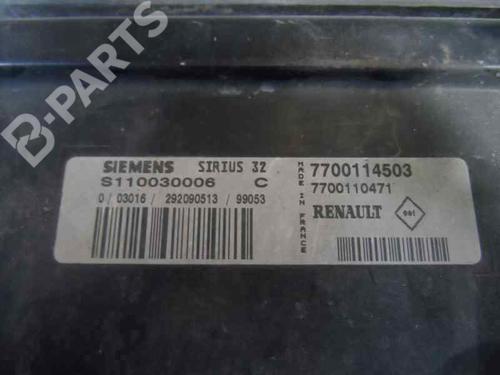 B-PARTS
SIEMENS SIRIUS 32
S110030006 C
0 / 03016 / 292090513 / 99053
MADE IN FRANCE
7700114503
7700110471
RENAULT